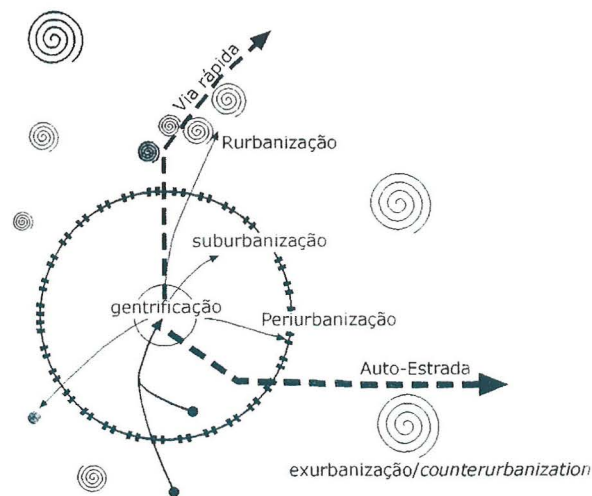 Via rápida
Rurbanização
suburbanização
gentrificação
Periurbanização
Auto-Estrada
exurbanização/counterurbanization